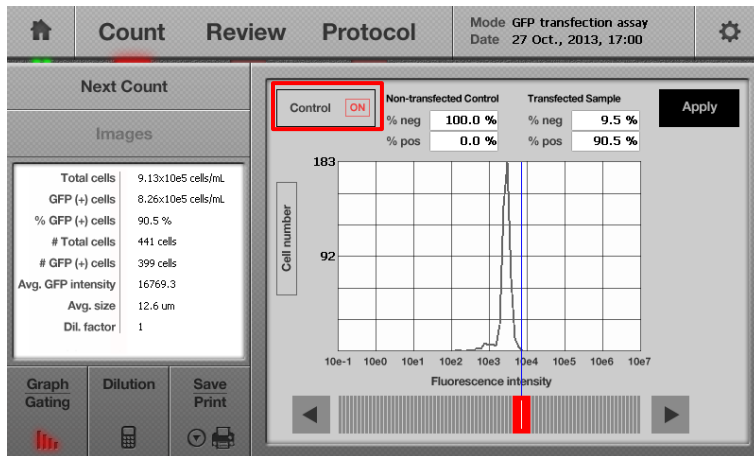 Count
Review
Protocol
Mode GFP transfection assay
Date 27 Oct., 2013, 17:00
Next Count
Images
Total cells 9.13x10e5 cells/mL
GFP (+) cells 8.26x10e5 cells/mL
% GFP (+) cells 90.5 %
# Total cells 441 cells
# GFP (+) cells 399 cells
Avg. GFP intensity 16769.3
Avg. size 12.6 um
Dil. factor 1
Graph
Gating
Dilution
Save
Print
Control ON
Non-transfected Control
% neg 100.0 %
% pos 0.0 %
Transfected Sample
% neg 9.5 %
% pos 90.5 %
Apply
183
92
Cell number
10e-1 10e0 10e1 10e2 10e3 10e4 10e5 10e6 10e7
Fluorescence intensity